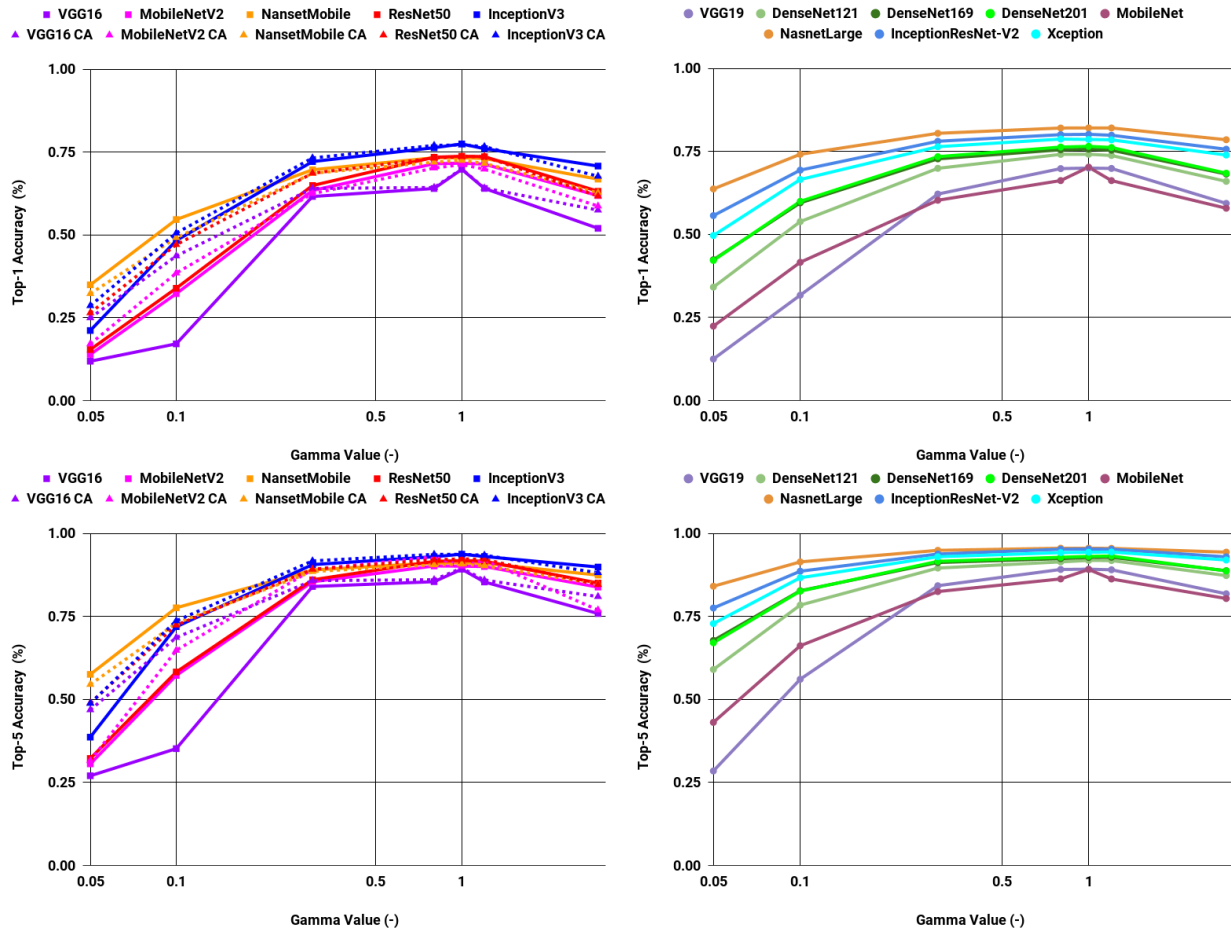 VGG16 MobileNetV2 NansetMobile ResNet50 InceptionV3
VGG16 CA MobileNetV2 CA NansetMobile CA ResNet50 CA InceptionV3 CA
1.00
0.75
0.50
0.25
0.00
Top-1 Accuracy (%)
0.05 0.1 0.5 1
Gamma Value (-)
VGG19 DenseNet121 DenseNet169 DenseNet201 MobileNet
NasnetLarge InceptionResNet-V2 Xception
1.00
0.75
0.50
0.25
0.00
Top-1 Accuracy (%)
0.05 0.1 0.5 1
Gamma Value (-)
VGG16 MobileNetV2 NansetMobile ResNet50 InceptionV3
VGG16 CA MobileNetV2 CA NansetMobile CA ResNet50 CA InceptionV3 CA
1.00
0.75
0.50
0.25
0.00
Top-5 Accuracy (%)
0.05 0.1 0.5 1
Gamma Value (-)
VGG19 DenseNet121 DenseNet169 DenseNet201 MobileNet
NasnetLarge InceptionResNet-V2 Xception
1.00
0.75
0.50
0.25
0.00
Top-5 Accuracy (%)
0.05 0.1 0.5 1
Gamma Value (-)